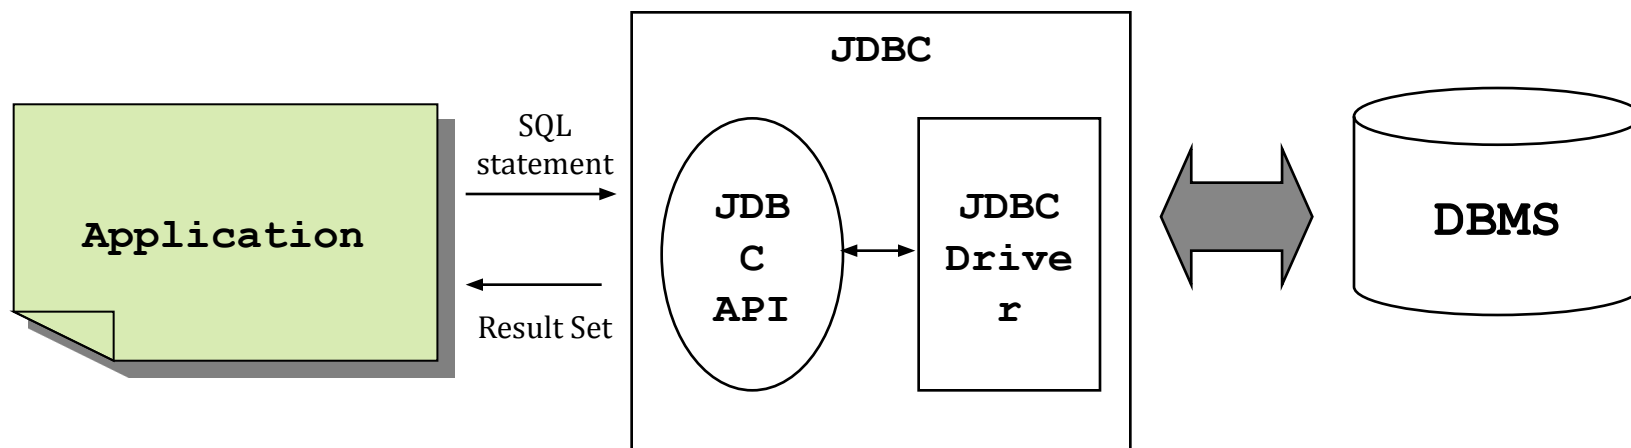 JDBC
Application
SQL
statement
Result Set
JDB
C
API
JDBC
Drive
r
DBMS